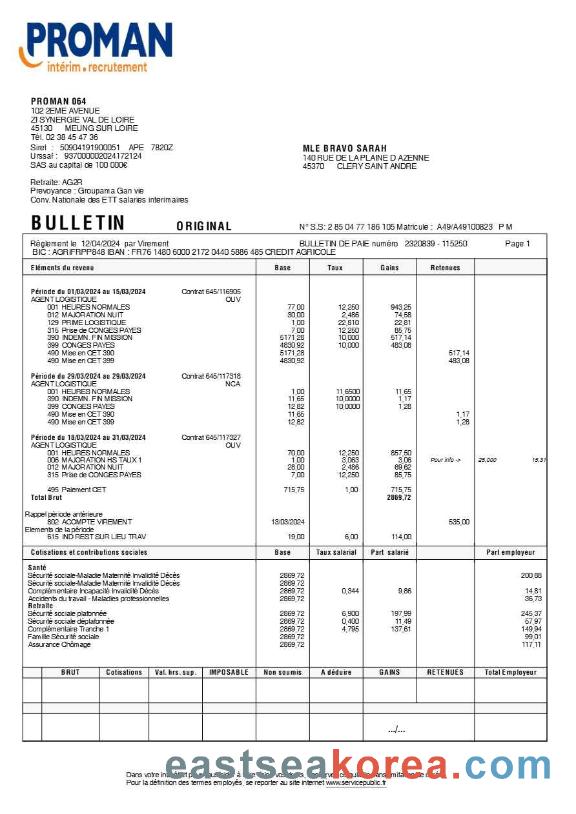 PROMAN
intérim.recrutement
PROMAN 064
102 2EME AVENUE
ZI SYNERGIE VAL DE LOIRE
45130 MEUNG SUR LOIRE
Tél. 02 38 45 47 36
Siret : 50904191900051 APE 7820Z
Urssaf : 937000002024172124
SAS au capital de 100 000€
MLE BRAVO SARAH
140 RUE DE LA PLAINE D AZENNE
45370 CLERY SAINT ANDRE
Retraite: AG2R
Prevoyance : Groupama Gan vie
Conv. Nationale des ETT salaries interimaires
BULLETIN ORIGINAL N° S.S: 2 85 04 77 186 105 Matricule : A49/A49100823 P M
Règlement le 12/04/2024 par Virement BULLETIN DE PAIE numéro 2320839 - 115250 Page 1
BIC : AGRIFRPP848 IBAN : FR76 1480 6000 2172 0440 5886 485 CREDIT AGRICOLE
Eléments du revenu Base Taux Gains Retenues
Période du 01/03/2024 au 15/03/2024 Contrat 645/116905
AGENT LOGISTIQUE OUV
001 HEURES NORMALES 77,00 12,250 943,25
012 MAJORATION NUIT 30,00 2,486 74,58
129 PRIME LOGISTIQUE 1,00 22,810 22,81
315 Prise de CONGES PAYES 7,00 12,250 85,75
390 INDEMN. FIN MISSION 5171,28 10,000 517,14
399 CONGES PAYES 4830,92 10,000 483,08
490 Mise en CET 390 5171,28 517,14
490 Mise en CET 399 4830,92 483,08
Période du 29/03/2024 au 29/03/2024 Contrat 645/117318
AGENT LOGISTIQUE NCA
001 HEURES NORMALES 1,00 11,6500 11,65
390 INDEMN. FIN MISSION 11,65 10,0000 1,17
399 CONGES PAYES 12,82 10,0000 1,28
490 Mise en CET 390 11,65 1,17
490 Mise en CET 399 12,82 1,28
Période du 18/03/2024 au 31/03/2024 Contrat 645/117327
AGENT LOGISTIQUE OUV
001 HEURES NORMALES 70,00 12,250 857,50
006 MAJORATION HS TAUX 1 1,00 3,063 3,06 Pour info -> 25,000 15,31
012 MAJORATION NUIT 28,00 2,486 69,62
315 Prise de CONGES PAYES 7,00 12,250 85,75
495 Paiement CET 715,75 1,00 715,75
Total Brut 2869,72
Rappel période antérieure
802 ACOMPTE VIREMENT 13/03/2024 535,00
Elements de la période
615 IND REST SUR LIEU TRAV 19,00 6,00 114,00
Cotisations et contributions sociales Base Taux salarial Part salarié Part employeur
Santé
Sécurité sociale-Maladie Maternité Invalidité Décès 2869,72 200,88
Sécurité sociale-Maladie Maternité Invalidité Décès 2869,72
Complémentaire Incapacité Invalidité Décès 2869,72 0,344 9,86 14,81
Accidents du travail - Maladies professionnelles 2869,72 36,73
Retraite
Sécurité sociale plafonnée 2869,72 6,900 197,99 245,37
Sécurité sociale déplafonnée 2869,72 0,400 11,49 57,97
Complémentaire Tranche 1 2869,72 4,795 137,61 149,94
Famille Sécurité sociale 2869,72 99,01
Assurance Chômage 2869,72 117,11
BRUT Cotisations Val. hrs. sup. IMPOSABLE Non soumis A déduire GAINS RETENUES Total Employeur
.../...
eastseakorea.com
Dans votre
Pour la définition des termes employés, se reporter au site internet www.servicepublic.fr